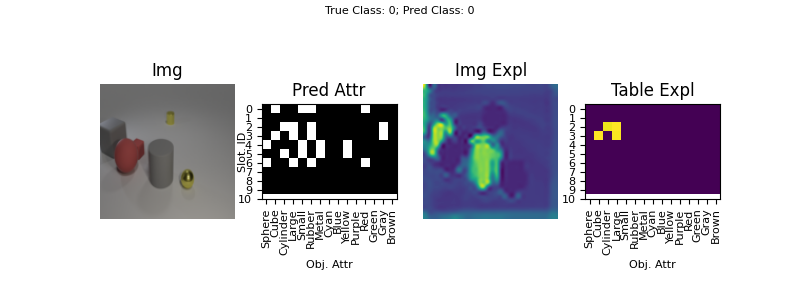 True Class: 0; Pred Class: 0
Img
Pred Attr
Img Expl
Table Expl
Slot. ID
0
1
2
3
4
5
6
7
8
9
10
Sphere
Cube
Cylinder
Large
Small
Rubber
Metal
Cyan
Blue
Yellow
Purple
Red
Green
Gray
Brown
Obj. Attr
0
1
2
3
4
5
6
7
8
9
10
Sphere
Cube
Cylinder
Large
Small
Rubber
Metal
Cyan
Blue
Yellow
Purple
Red
Green
Gray
Brown
Obj. Attr